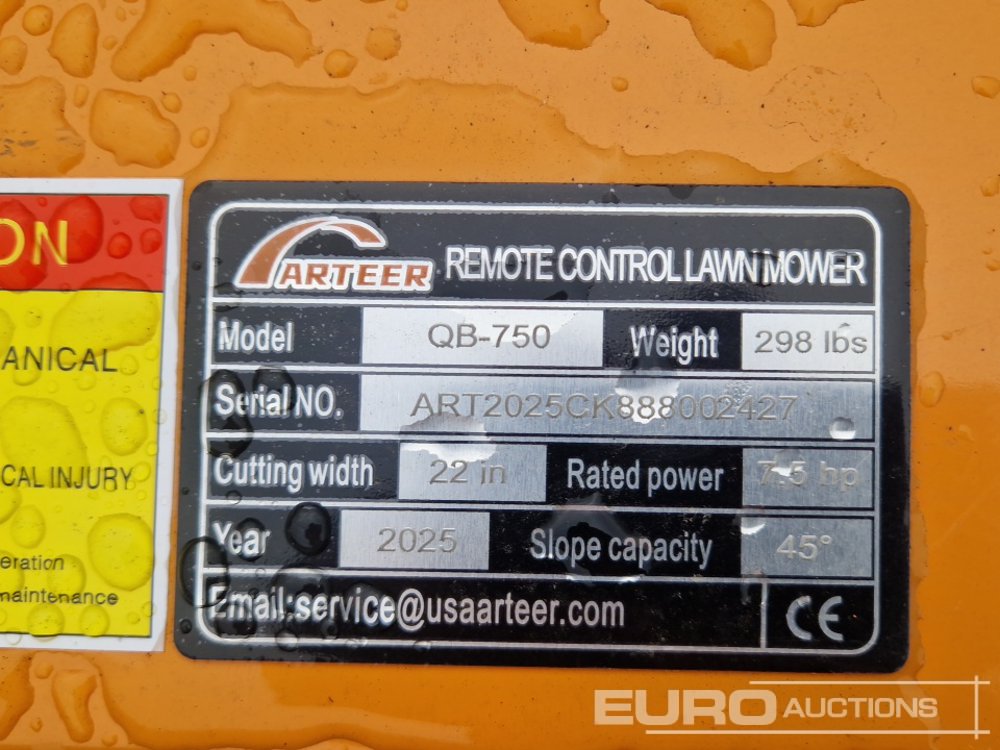 ON
ANICAL
CAL INJURY
eration
maintenance
ARTEER REMOTE CONTROL LAWN MOWER
Model QB-750 Weight 298 lbs
Serial NO. ART2025CK888002427
Cutting width 22 in Rated power 7.5 hp
Year 2025 Slope capacity 45°
Email:service@usaarteer.com CE
EURO AUCTIONS